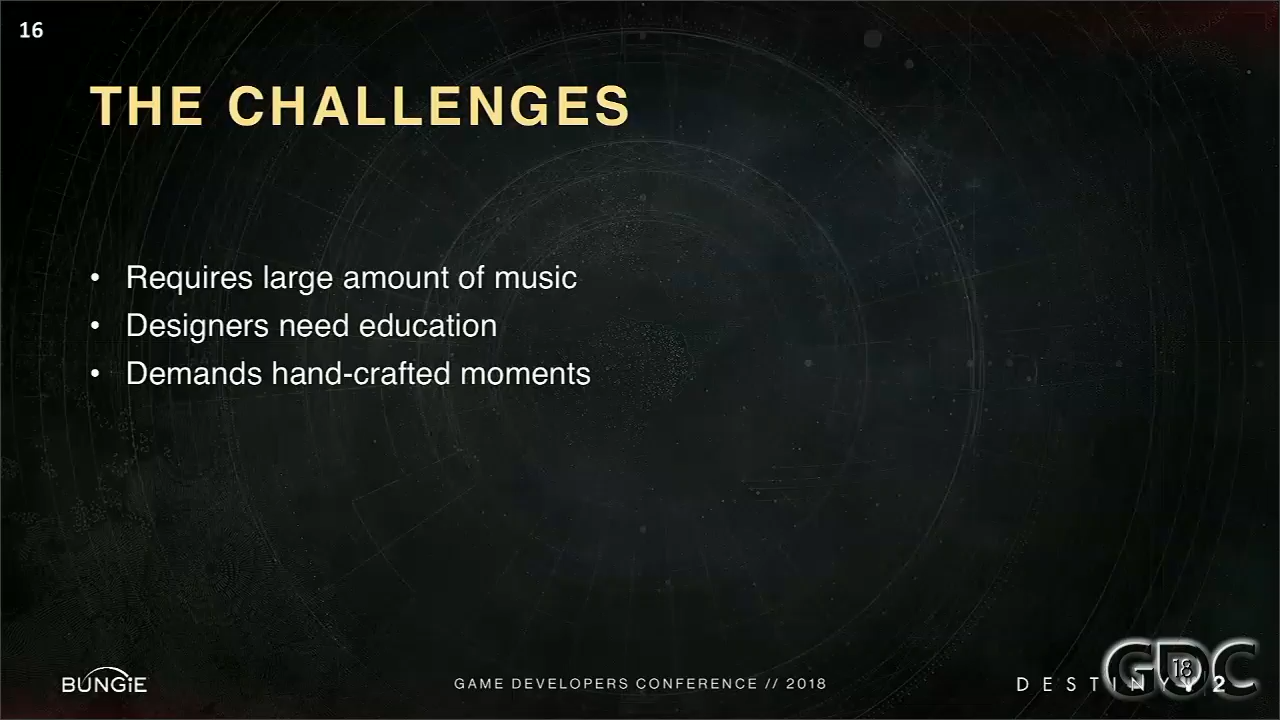 16
THE CHALLENGES
• Requires large amount of music
• Designers need education
• Demands hand-crafted moments
BUNGiE
GAME DEVELOPERS CONFERENCE // 2018
DESTINY 2
GDC
18